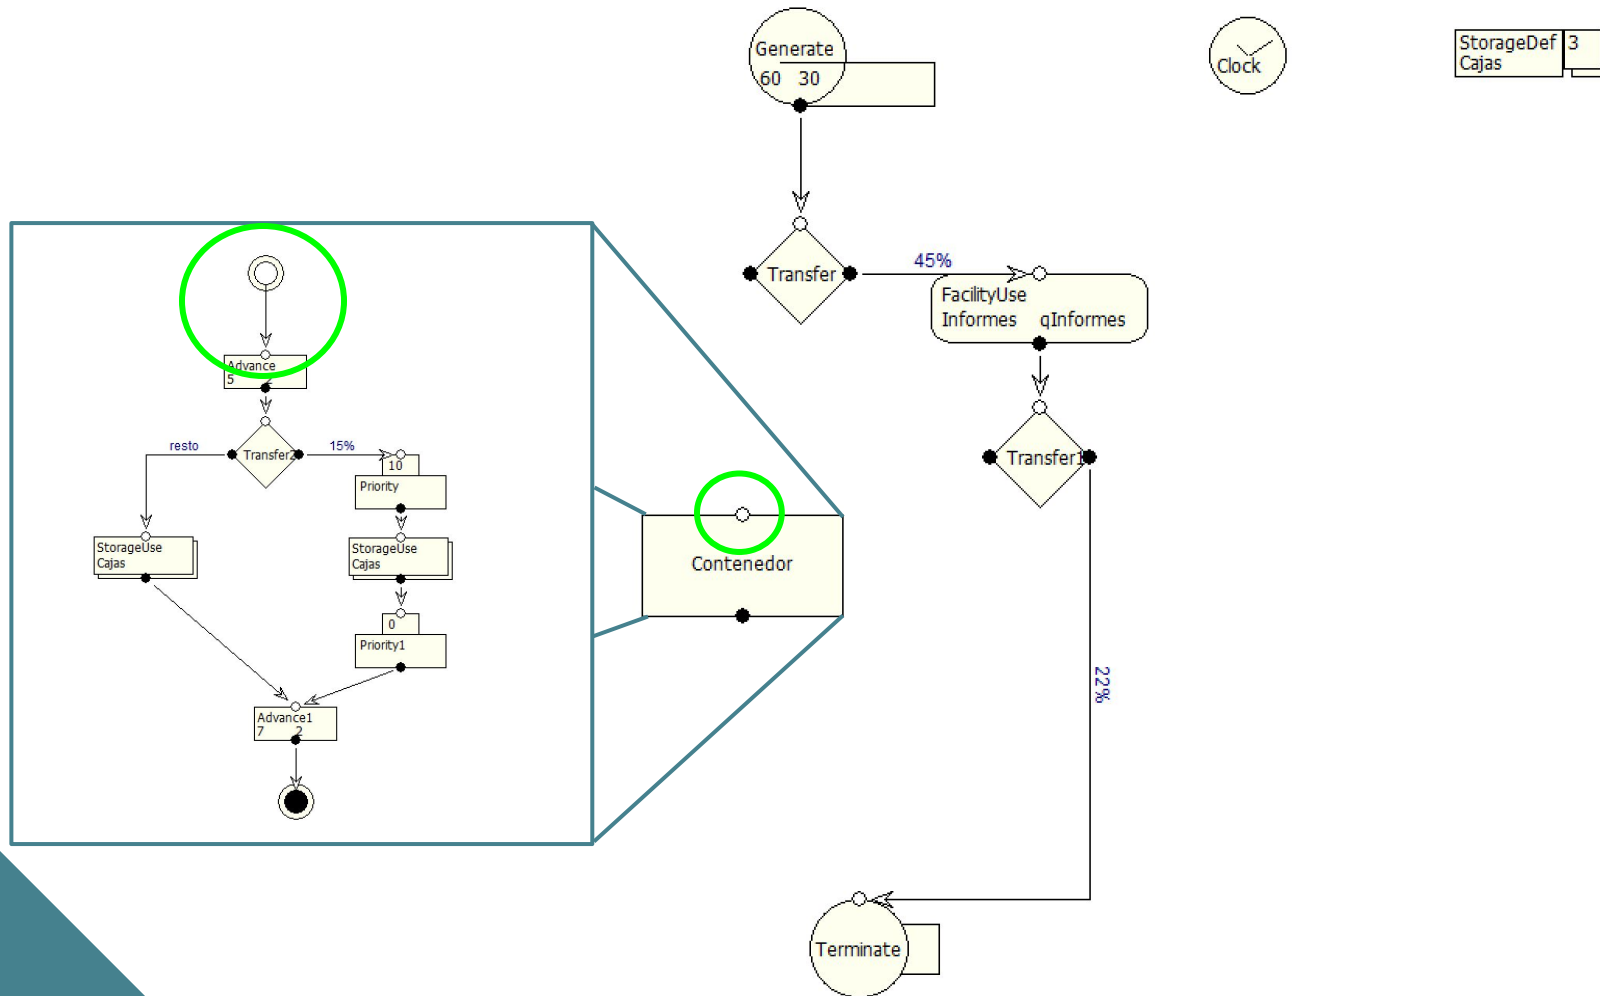 Generate
60 30
Clock
StorageDef 3
Cajas
Transfer
45%
FacilityUse
Informes qInformes
Transfer1
22%
Terminate
Contenedor
Advance
5 2
Transfer2
resto
15%
10
Priority
StorageUse
Cajas
StorageUse
Cajas
0
Priority1
Advance1
7 2